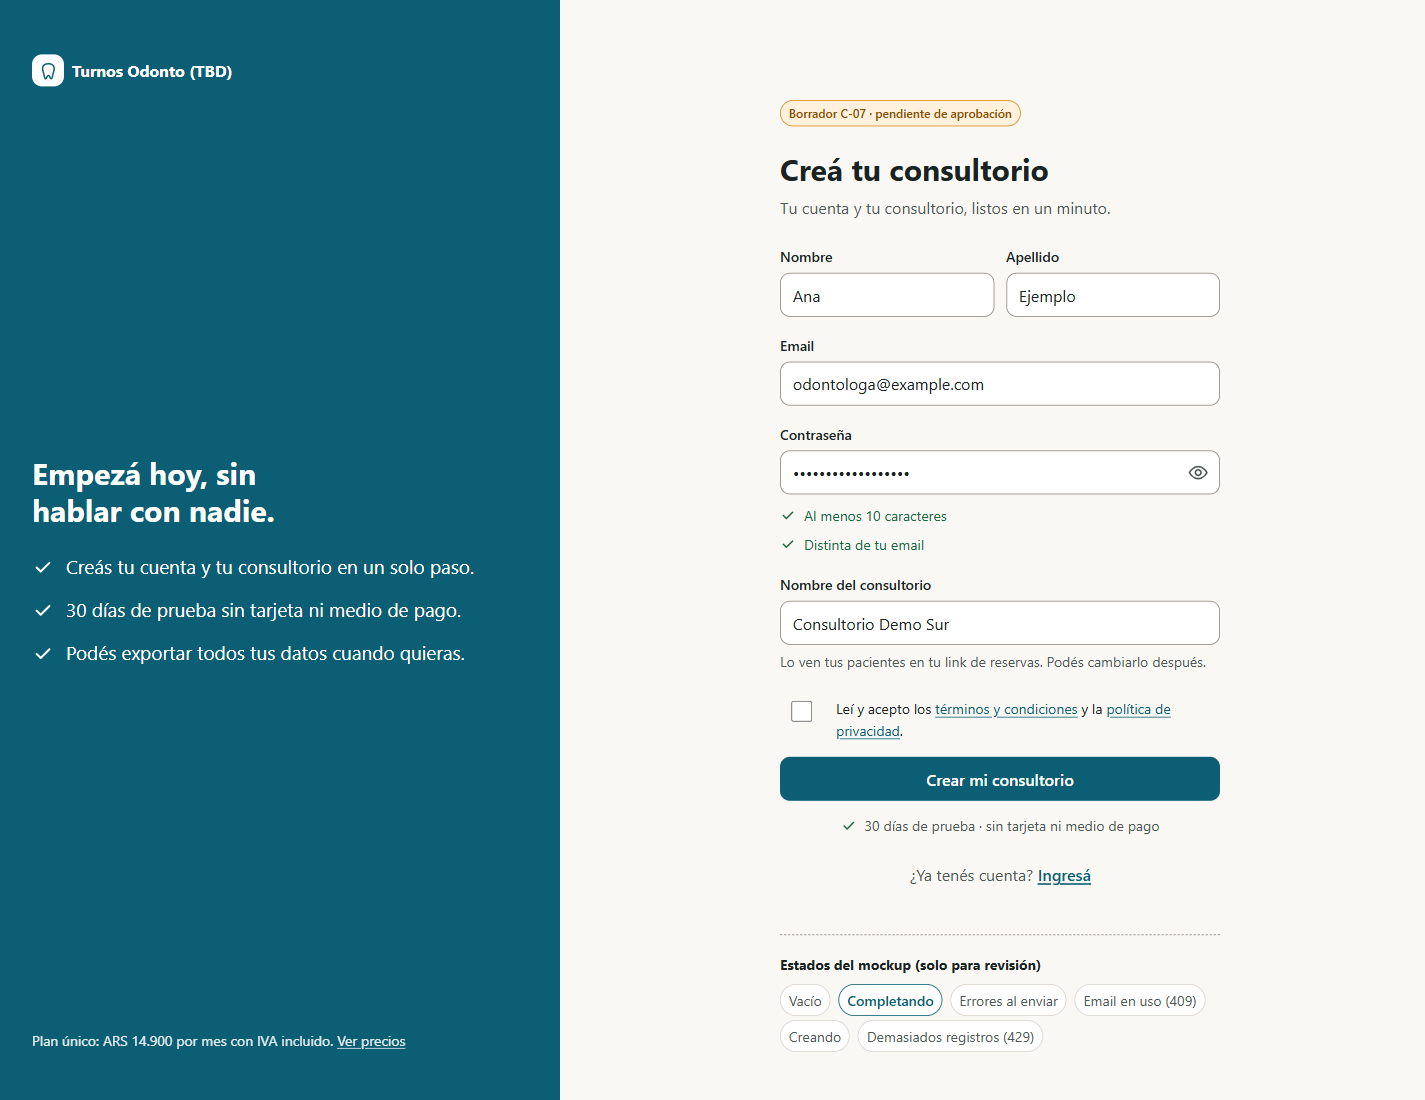 Turnos Odonto (TBD)
Empezá hoy, sin
hablar con nadie.
Creás tu cuenta y tu consultorio en un solo paso.
30 días de prueba sin tarjeta ni medio de pago.
Podés exportar todos tus datos cuando quieras.
Plan único: ARS 14.900 por mes con IVA incluido. Ver precios
Borrador C-07 · pendiente de aprobación
Creá tu consultorio
Tu cuenta y tu consultorio, listos en un minuto.
Nombre Apellido
Ana Ejemplo
Email
odontologa@example.com
Contraseña
••••••••••••••••••
Al menos 10 caracteres
Distinta de tu email
Nombre del consultorio
Consultorio Demo Sur
Lo ven tus pacientes en tu link de reservas. Podés cambiarlo después.
Leí y acepto los términos y condiciones y la política de
privacidad.
Crear mi consultorio
30 días de prueba · sin tarjeta ni medio de pago
¿Ya tenés cuenta? Ingresá
Estados del mockup (solo para revisión)
Vacío Completando Errores al enviar Email en uso (409)
Creando Demasiados registros (429)